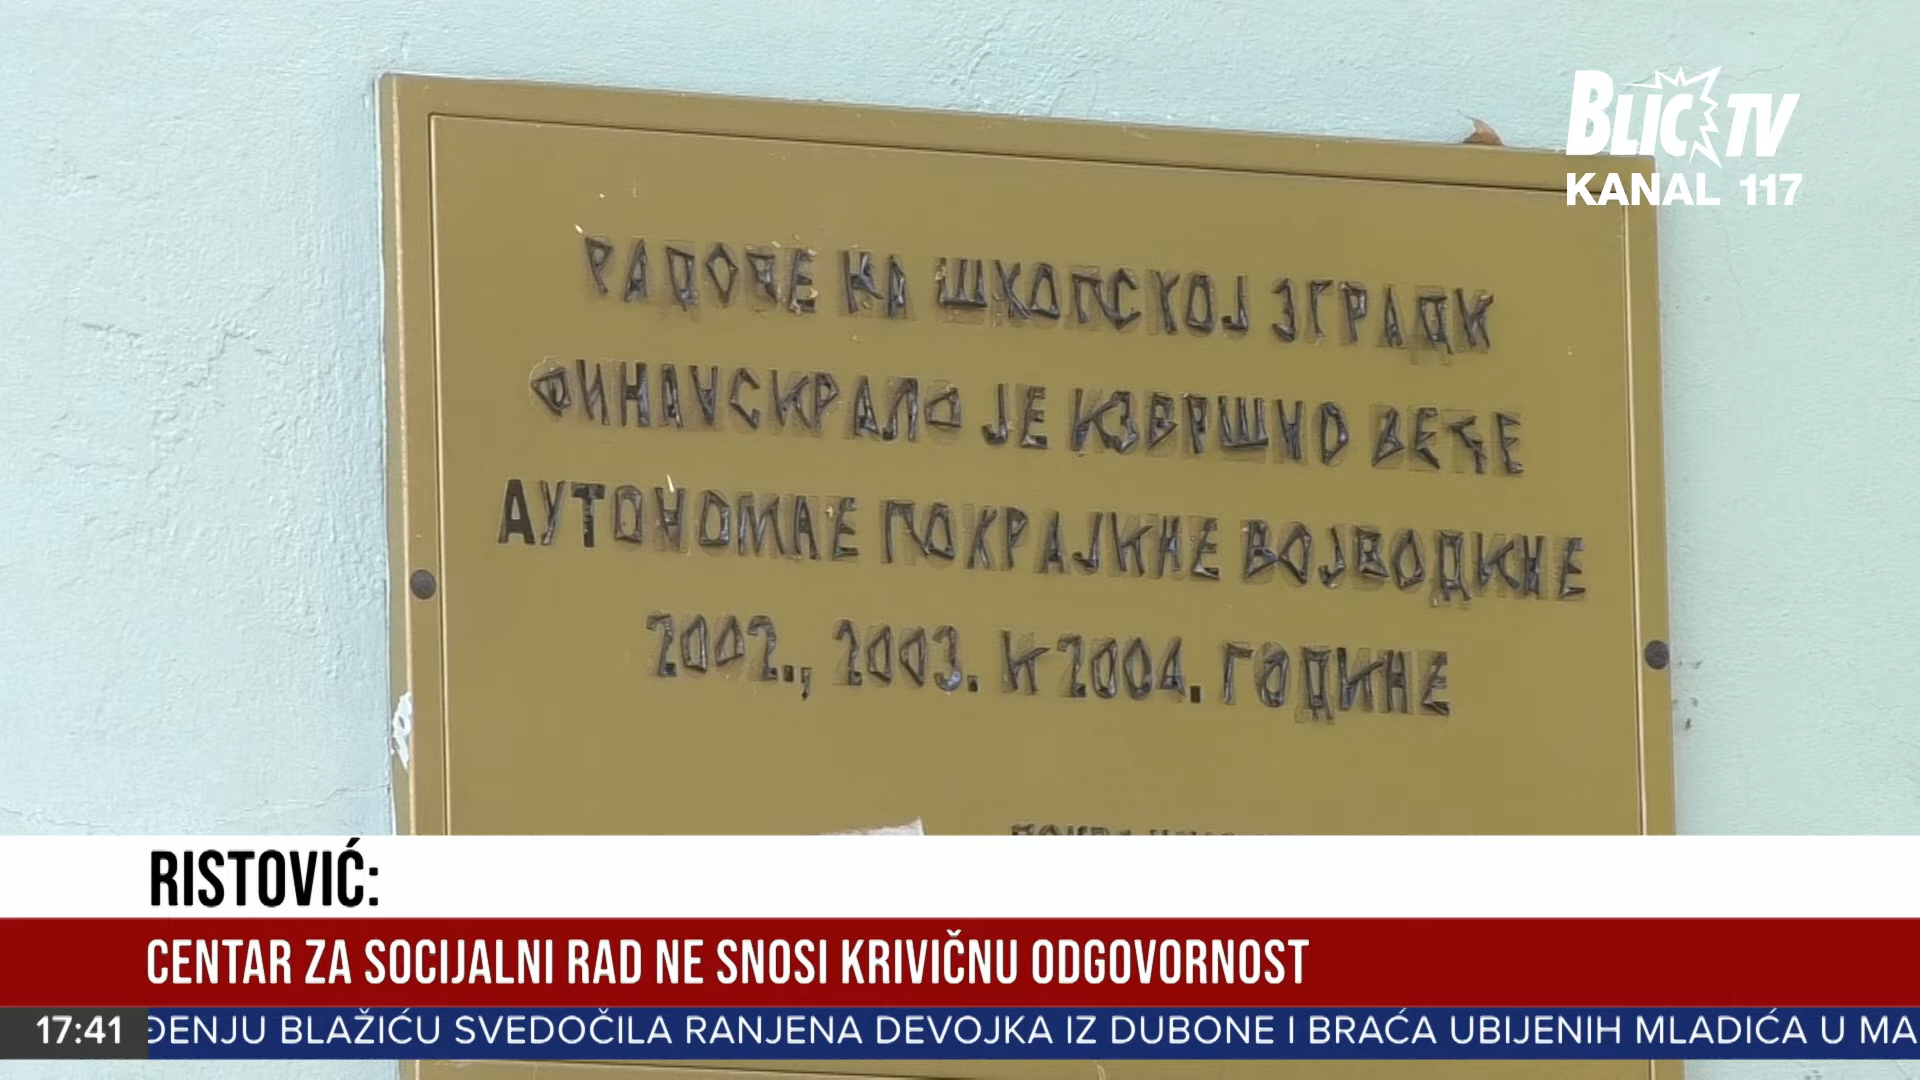 BLIC TV
KANAL 117
РАДОВЕ НА ШКОЛСКОЈ ЗГРАДИ
ФИНАНСИРАЛО ЈЕ ИЗВРШНО ВЕЋЕ
АУТОНОМНЕ ПОКРАЈИНЕ ВОЈВОДИНЕ
2002., 2003. И 2004. ГОДИНЕ
RISTOVIĆ:
CENTAR ZA SOCIJALNI RAD NE SNOSI KRIVIČNU ODGOVORNOST
17:41 ĐENJU BLAŽIĆU SVEDOČILA RANJENA DEVOJKA IZ DUBONE I BRAĆA UBIJENIH MLADIĆA U MA